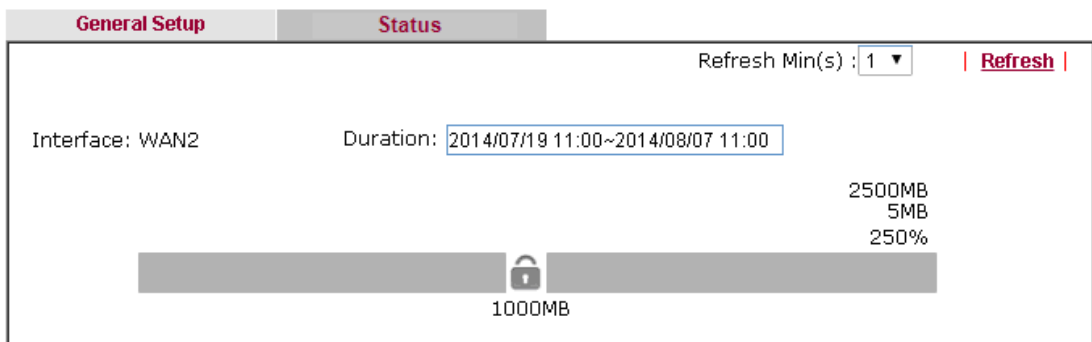 General Setup Status
Refresh Min(s) : 1 | Refresh |
Interface: WAN2 Duration: 2014/07/19 11:00~2014/08/07 11:00
2500MB
5MB
250%
1000MB